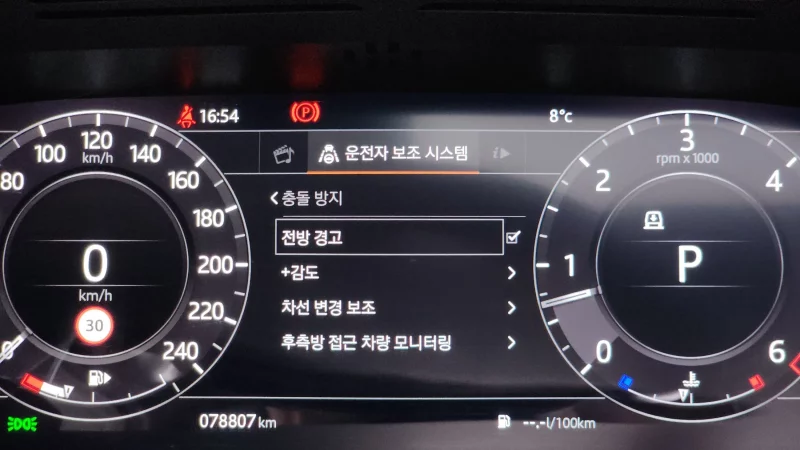 16:54
8°C
운전자 보조 시스템
i
충돌 방지
전방 경고
+감도
차선 변경 보조
후측방 접근 차량 모니터링
80
100
120
km/h
140
160
180
200
220
240
0
0
km/h
30
3
rpm x 1000
2
4
1
P
0
6
078807 km
--.-l/100km